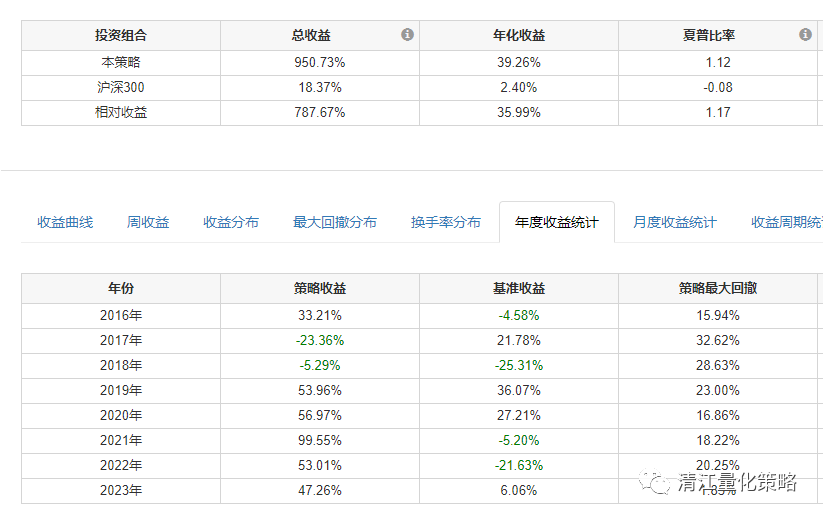 投资组合 总收益 年化收益 夏普比率
本策略 950.73% 39.26% 1.12
沪深300 18.37% 2.40% -0.08
相对收益 787.67% 35.99% 1.17
收益曲线 周收益 收益分布 最大回撤分布 换手率分布 年度收益统计 月度收益统计 收益周期统
年份 策略收益 基准收益 策略最大回撤
2016年 33.21% -4.58% 15.94%
2017年 -23.36% 21.78% 32.62%
2018年 -5.29% -25.31% 28.63%
2019年 53.96% 36.07% 23.00%
2020年 56.97% 27.21% 16.86%
2021年 99.55% -5.20% 18.22%
2022年 53.01% -21.63% 20.25%
清江量化策略
2023年 47.26% 6.06%